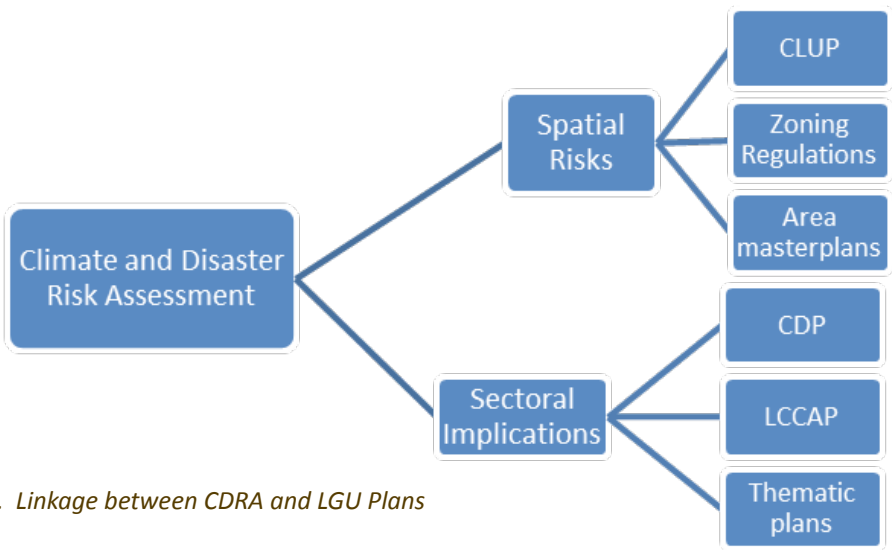 Climate and Disaster
Risk Assessment
Spatial
Risks
CLUP
Zoning
Regulations
Area
masterplans
Sectoral
Implications
CDP
LCCAP
Thematic
plans
. Linkage between CDRA and LGU Plans